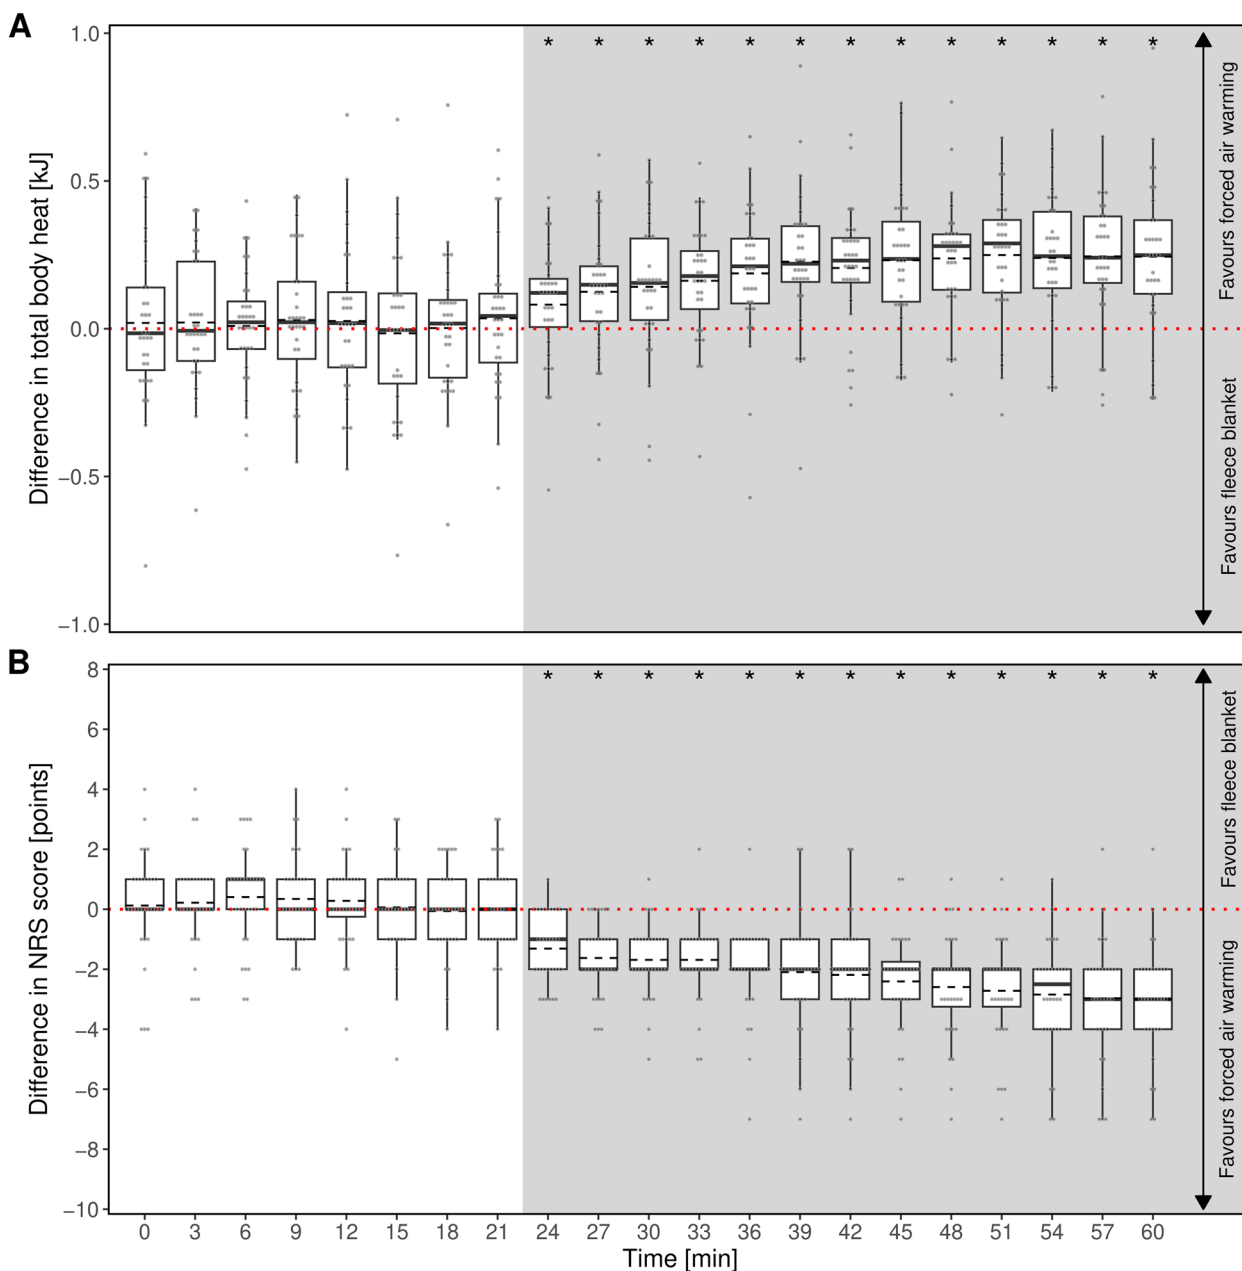 A
Difference in total body heat [kJ]
1.0
0.5
0.0
−0.5
−1.0
* * * * * * * * * * * * *
Favours forced air warming
Favours fleece blanket
B
Difference in NRS score [points]
8
6
4
2
0
−2
−4
−6
−8
−10
* * * * * * * * * * * * *
Favours fleece blanket
Favours forced air warming
0 3 6 9 12 15 18 21 24 27 30 33 36 39 42 45 48 51 54 57 60
Time [min]